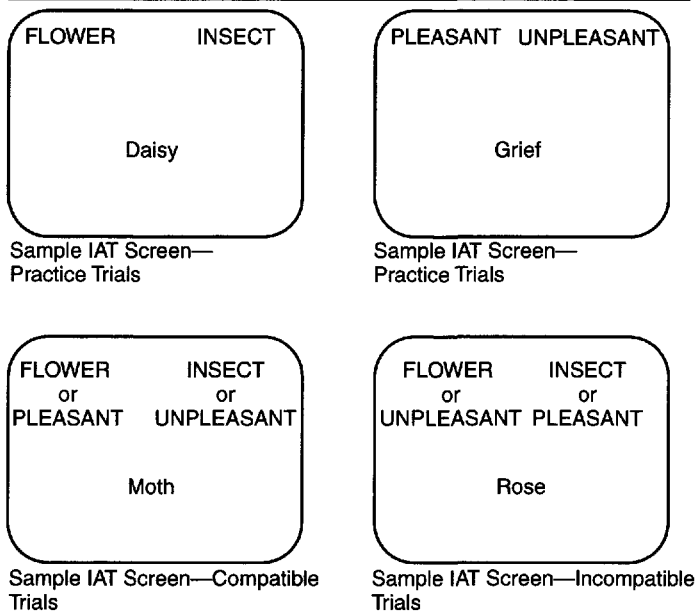 FLOWER INSECT
Daisy
Sample IAT Screen—
Practice Trials
PLEASANT UNPLEASANT
Grief
Sample IAT Screen—
Practice Trials
FLOWER INSECT
or or
PLEASANT UNPLEASANT
Moth
Sample IAT Screen—Compatible
Trials
FLOWER INSECT
or or
UNPLEASANT PLEASANT
Rose
Sample IAT Screen—Incompatible
Trials